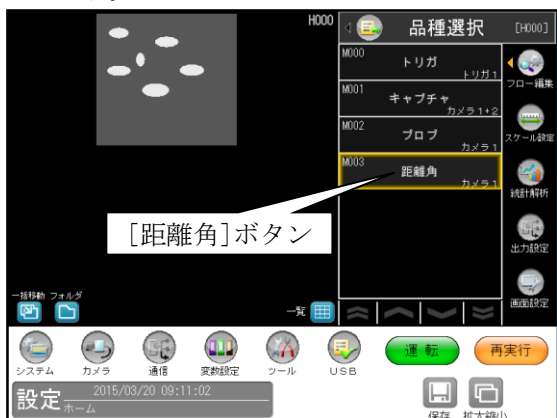 H000
品種選択
[H000]
M000
トリガ
トリガ1
M001
キャプチャ
カメラ1+2
M002
ブロブ
カメラ1
M003
距離角
カメラ1
フロー編集
スケール設定
統計解析
出力設定
画面設定
[距離角]ボタン
一括移動 フォルダ
一覧
システム
カメラ
通信
変数設定
ツール
USB
運転
再実行
設定
2015/03/20 09:11:02
ホーム
保存
拡大縮小